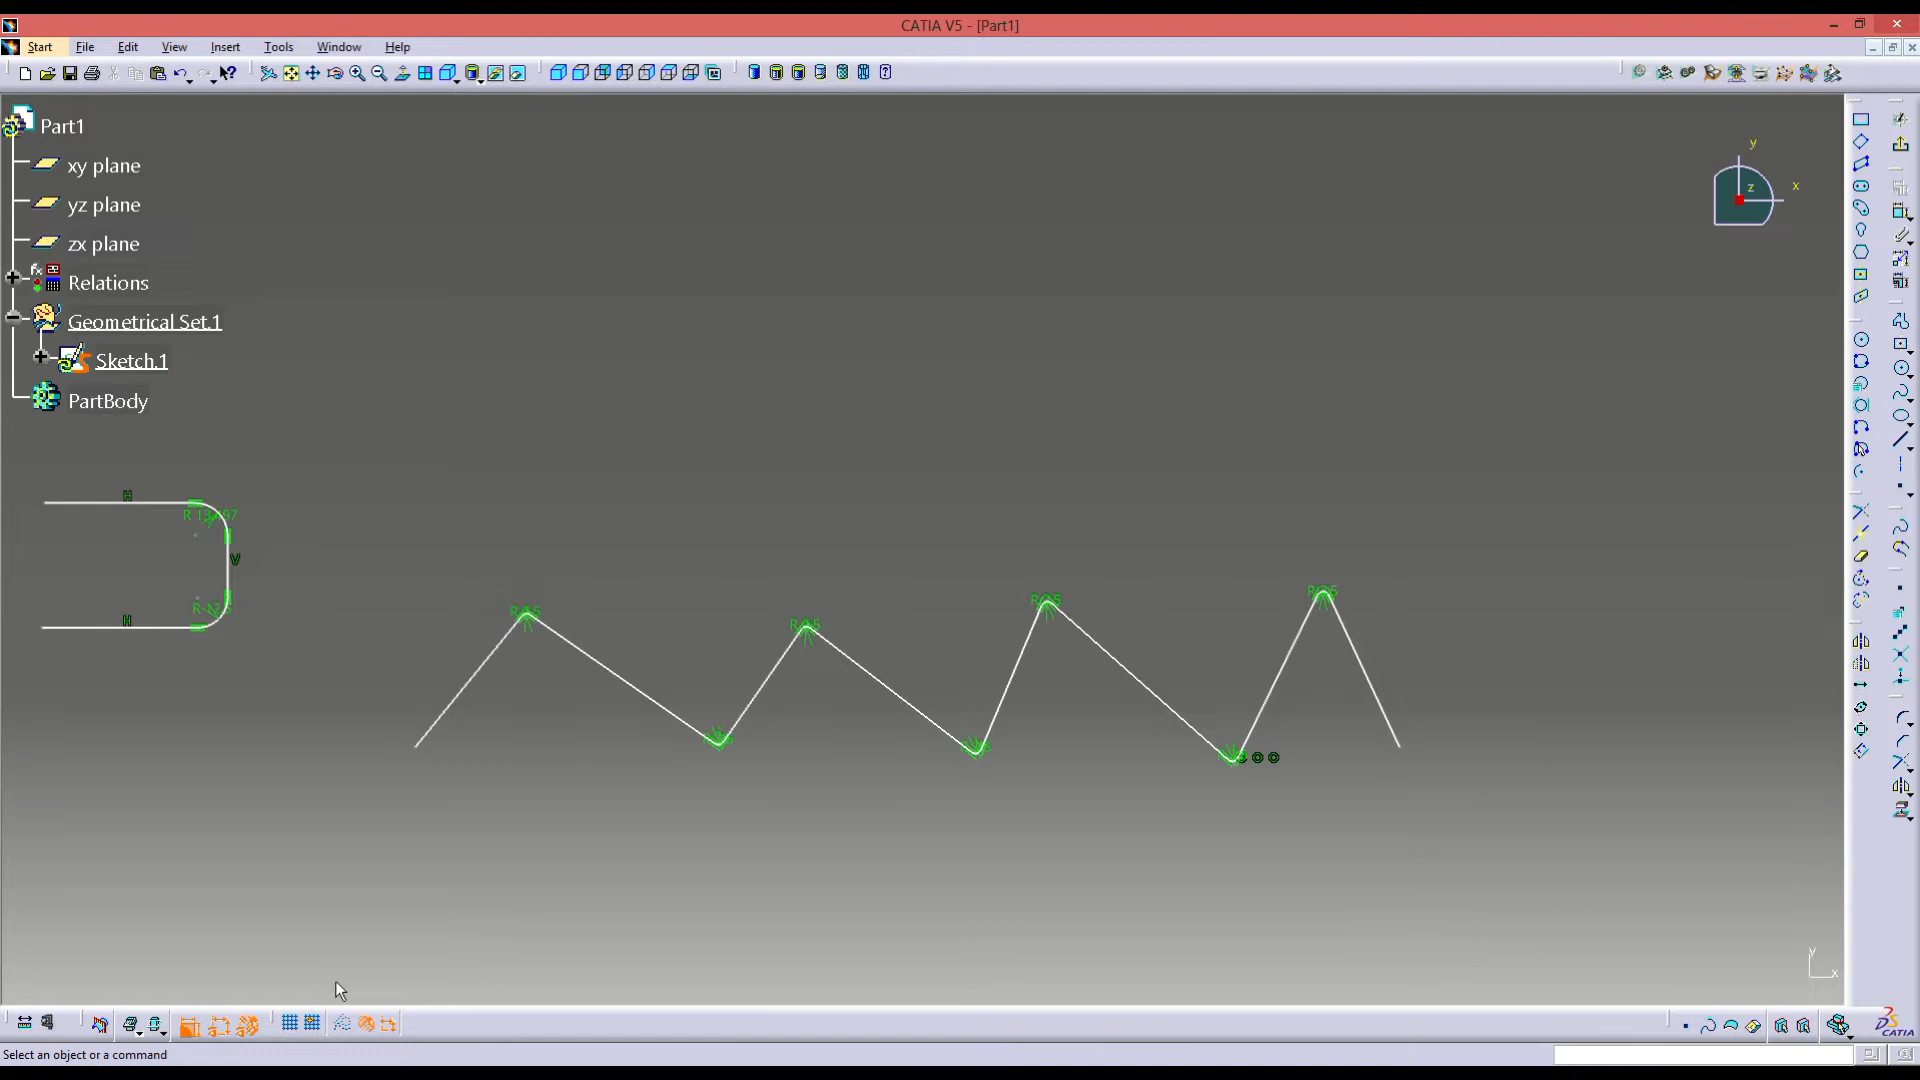 CATIA V5 - [Part1]
Start File Edit View Insert Tools Window Help
Part1
xy plane
yz plane
zx plane
Relations
Geometrical Set.1
Sketch.1
PartBody
y
x
z
H
V
H
y
x
CATIA
Select an object or a command